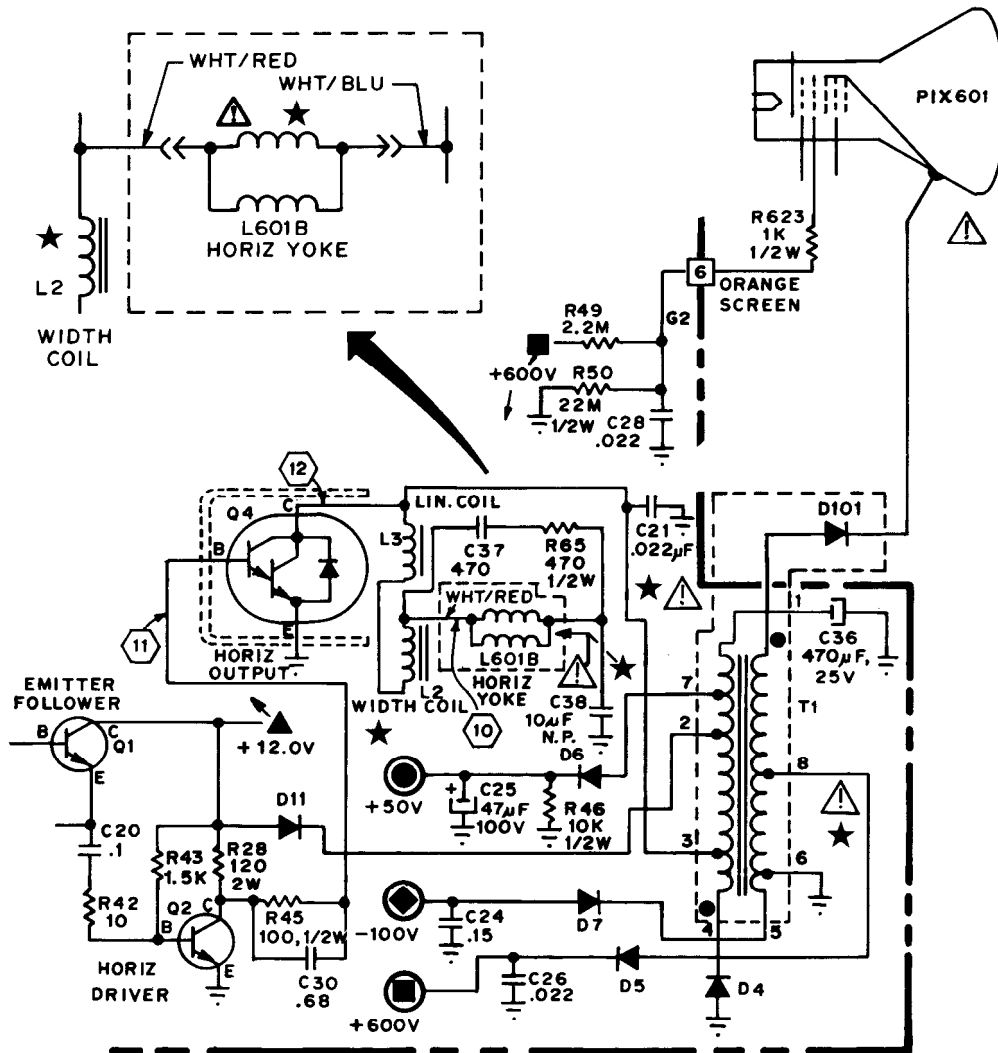 WHT/RED
WHT/BLU
L601B
HORIZ YOKE
L2
WIDTH
COIL
PIX601
R623
1K
1/2W
6
ORANGE
SCREEN
G2
R49
2.2M
+600V
R50
22M
1/2W
C28
.022
12
C
Q4
B
E
HORIZ
OUTPUT
11
LIN. COIL
L3
C37
470
R65
470
1/2W
C21
.022µF
WHT/RED
L601B
HORIZ
YOKE
L2
WIDTH COIL
10
C38
10µF
N.P.
D101
1
C36
470µF,
25V
T1
7
2
8
3
6
4
5
EMITTER
FOLLOWER
B
C
Q1
E
+12.0V
D6
+50V
+
C25
47µF
100V
R46
10K
1/2W
D11
C20
.1
R43
1.5K
R28
120
2W
R42
10
Q2
C
B
E
R45
100, 1/2W
C30
.68
HORIZ
DRIVER
-100V
C24
.15
D7
+600V
C26
.022
D5
D4